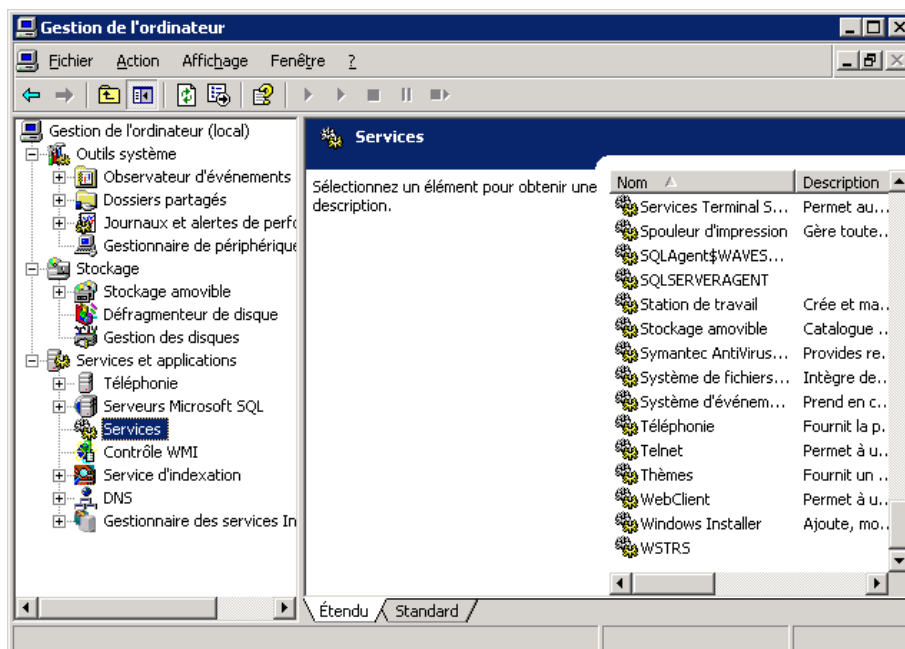 Gestion de l'ordinateur
Fichier Action Affichage Fenêtre ?
Gestion de l'ordinateur (local)
Outils système
Observateur d'événements
Dossiers partagés
Journaux et alertes de perfo
Gestionnaire de périphérique
Stockage
Stockage amovible
Défragmenteur de disque
Gestion des disques
Services et applications
Téléphonie
Serveurs Microsoft SQL
Services
Contrôle WMI
Service d'indexation
DNS
Gestionnaire des services In
Services
Sélectionnez un élément pour obtenir une
description.
Nom Description
Services Terminal S... Permet au...
Spouleur d'impression Gère toute..
SQLAgent$WAVES...
SQLSERVERAGENT
Station de travail Crée et ma..
Stockage amovible Catalogue ..
Symantec AntiVirus... Provides re.
Système de fichiers... Intègre de..
Système d'événem... Prend en c..
Téléphonie Fournit la p.
Telnet Permet à u..
Thèmes Fournit un ..
WebClient Permet à u..
Windows Installer Ajoute, mo..
WSTRS
Étendu Standard